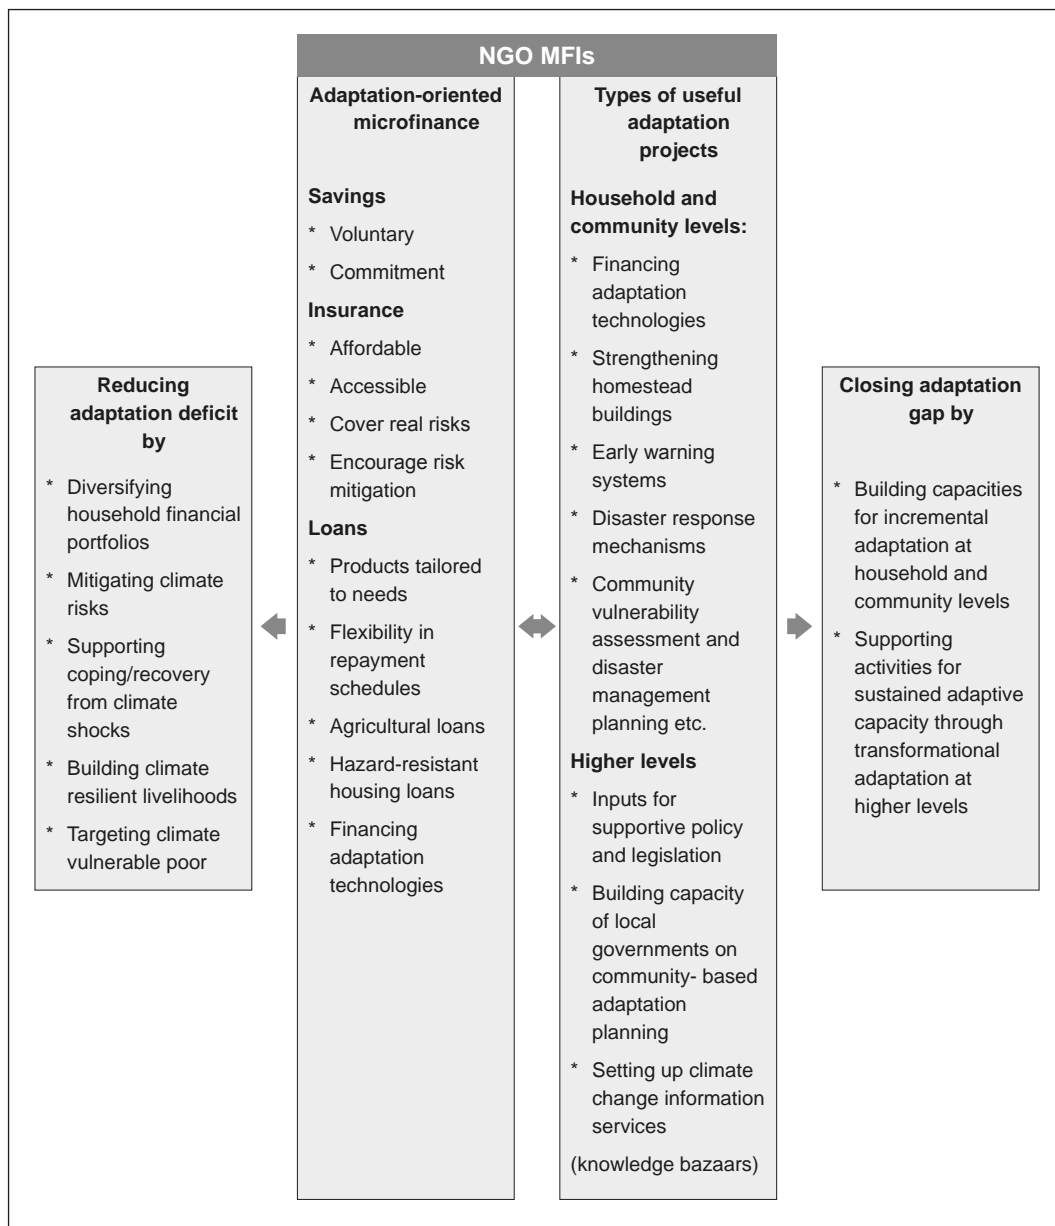 NGO MFIs
Adaptation-oriented
microfinance
Savings
* Voluntary
* Commitment
Insurance
* Affordable
* Accessible
* Cover real risks
* Encourage risk
mitigation
Loans
* Products tailored
to needs
* Flexibility in
repayment
schedules
* Agricultural loans
* Hazard-resistant
housing loans
* Financing
adaptation
technologies
Types of useful
adaptation
projects
Household and
community levels:
* Financing
adaptation
technologies
* Strengthening
homestead
buildings
* Early warning
systems
* Disaster response
mechanisms
* Community
vulnerability
assessment and
disaster
management
planning etc.
Higher levels
* Inputs for
supportive policy
and legislation
* Building capacity
of local
governments on
community- based
adaptation
planning
* Setting up climate
change information
services
(knowledge bazaars)
Reducing
adaptation deficit
by
* Diversifying
household financial
portfolios
* Mitigating climate
risks
* Supporting
coping/recovery
from climate
shocks
* Building climate
resilient livelihoods
* Targeting climate
vulnerable poor
Closing adaptation
gap by
* Building capacities
for incremental
adaptation at
household and
community levels
* Supporting
activities for
sustained adaptive
capacity through
transformational
adaptation at
higher levels